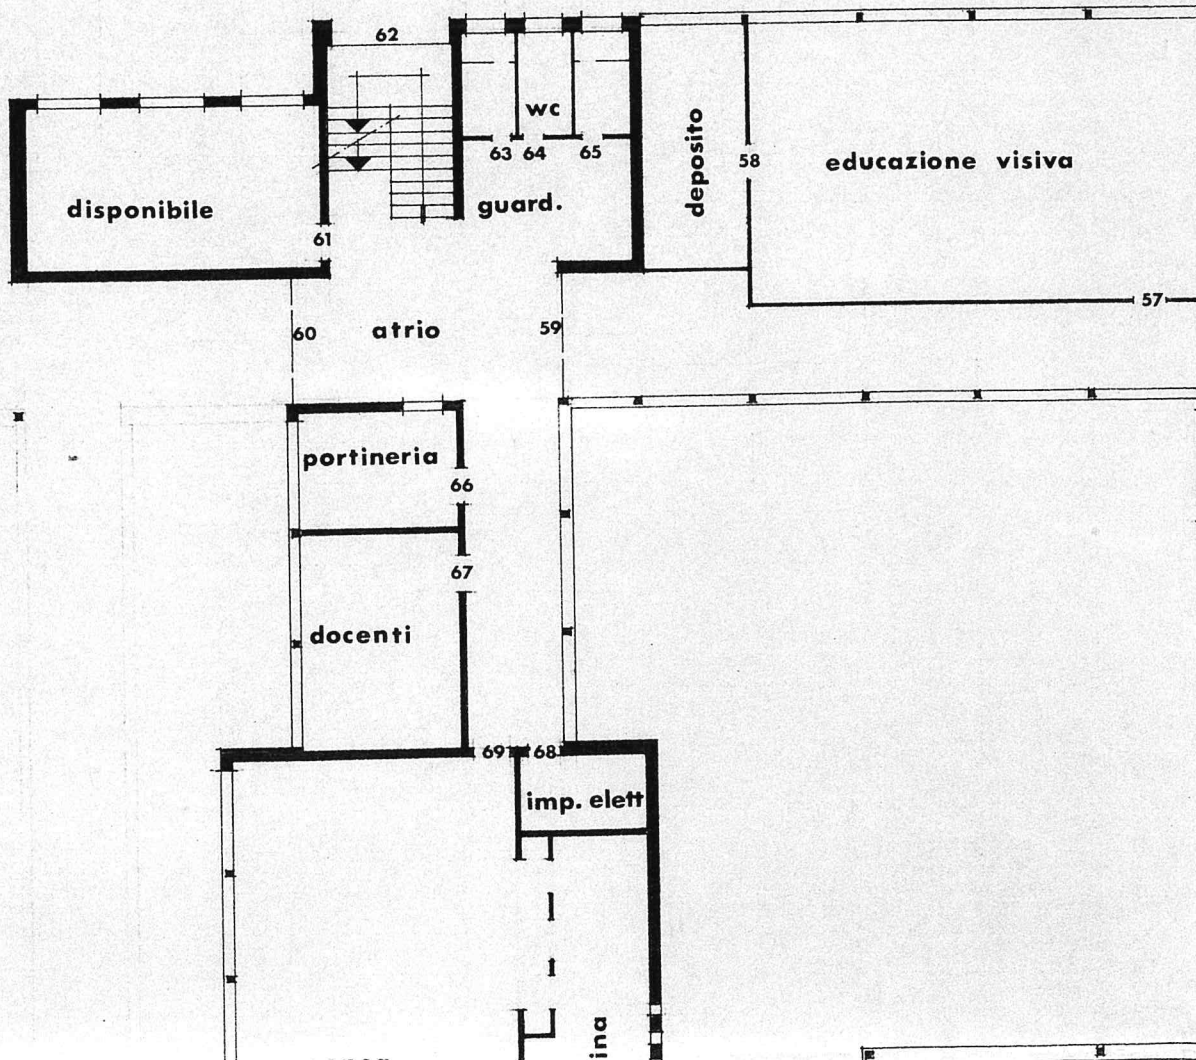 62
wc
63 64 65
deposito
58
educazione visiva
disponibile
guard.
61
57
60
atrio
59
portineria
66
67
docenti
69 68
imp. elett